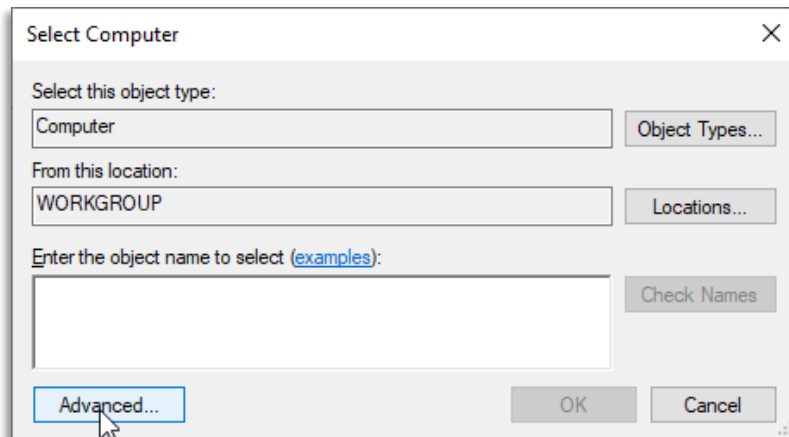 Select Computer
Select this object type:
Computer
Object Types...
From this location:
WORKGROUP
Locations...
Enter the object name to select (examples):
Check Names
Advanced...
OK
Cancel